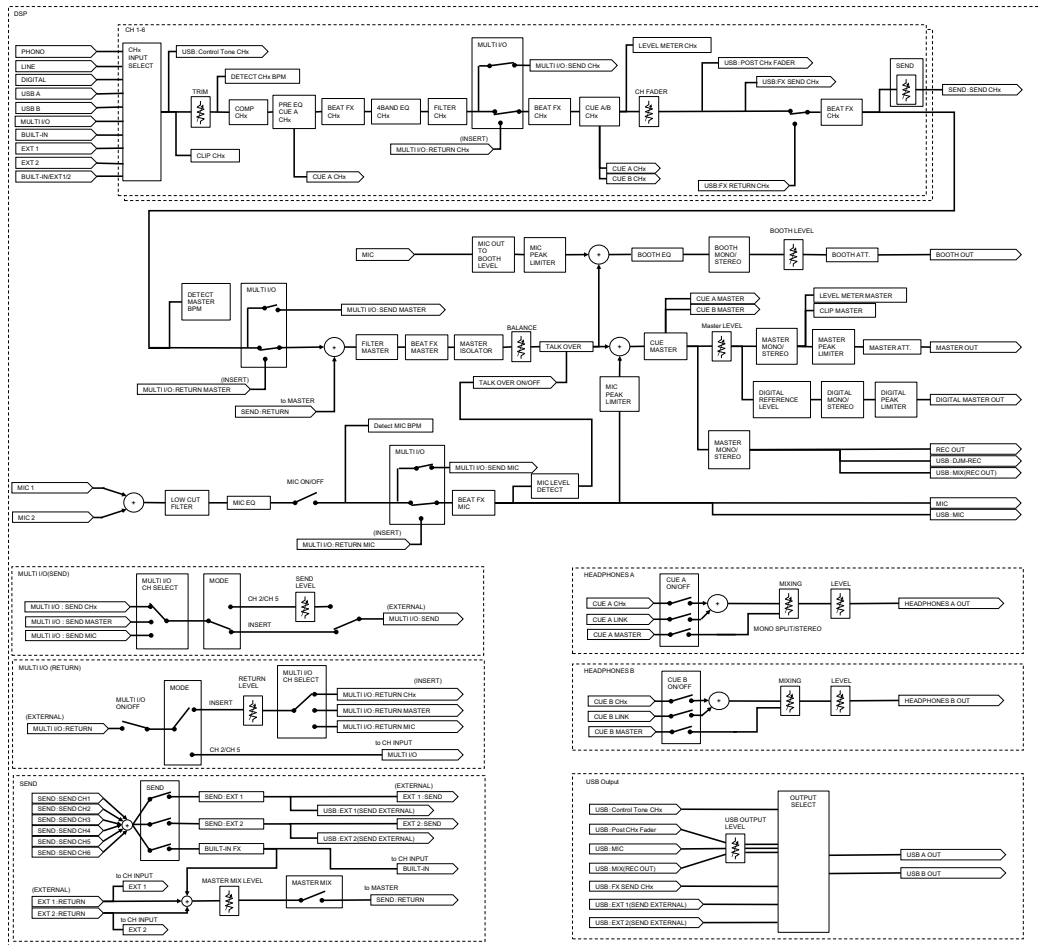 DSP
CH 1-6
PHONO
LINE
DIGITAL
USB A
USB B
MULTI I/O
BUILT-IN
EXT 1
EXT 2
BUILT-IN/EXT1/2
CHx
INPUT
SELECT
USB: Control Tone CHx
DETECT CHx BPM
TRIM
CLIP CHx
COMP
CHx
PRE EQ
CUE A
CHx
CUE A CHx
BEAT FX
CHx
4BAND EQ
CHx
FILTER
CHx
MULTI I/O
MULTI I/O: SEND CHx
(INSERT)
MULTI I/O: RETURN CHx
BEAT FX
CHx
CUE A/B
CHx
CUE A CHx
CUE B CHx
LEVEL METER CHx
CH FADER
USB: POST CHx FADER
USB:FX SEND CHx
USB:FX RETURN CHx
BEAT FX
CHx
SEND
SEND: SEND CHx
MIC
MIC OUT
TO
BOOTH
LEVEL
MIC
PEAK
LIMITER
+
BOOTH EQ
BOOTH
MONO/
STEREO
BOOTH LEVEL
BOOTH ATT.
BOOTH OUT
DETECT
MASTER
BPM
MULTI I/O
MULTI I/O: SEND MASTER
(INSERT)
MULTI I/O: RETURN MASTER
to MASTER
SEND: RETURN
+
FILTER
MASTER
BEAT FX
MASTER
MASTER
ISOLATOR
BALANCE
TALK OVER
TALK OVER ON/OFF
+
MIC
PEAK
LIMITER
CUE
MASTER
CUE A MASTER
CUE B MASTER
Master LEVEL
MASTER
MONO/
STEREO
LEVEL METER MASTER
CLIP MASTER
MASTER
PEAK
LIMITER
MASTER ATT.
MASTER OUT
DIGITAL
REFERENCE
LEVEL
DIGITAL
MONO/
STEREO
DIGITAL
PEAK
LIMITER
DIGITAL MASTER OUT
MASTER
MONO/
STEREO
REC OUT
USB: DJM-REC
USB: MIX(REC OUT)
MIC 1
MIC 2
+
LOW CUT
FILTER
MIC EQ
MIC ON/OFF
Detect MIC BPM
MULTI I/O
MULTI I/O: SEND MIC
(INSERT)
MULTI I/O: RETURN MIC
BEAT FX
MIC
MIC LEVEL
DETECT
MIC
USB: MIC
MULTI I/O(SEND)
MULTI I/O : SEND CHx
MULTI I/O : SEND MASTER
MULTI I/O : SEND MIC
MULTI I/O
CH SELECT
MODE
CH 2/CH 5
INSERT
SEND
LEVEL
(EXTERNAL)
MULTI I/O: SEND
MULTI I/O (RETURN)
(EXTERNAL)
MULTI I/O: RETURN
MULTI I/O
ON/OFF
MODE
INSERT
CH 2/CH 5
RETURN
LEVEL
MULTI I/O
CH SELECT
(INSERT)
MULTI I/O: RETURN CHx
MULTI I/O: RETURN MASTER
MULTI I/O: RETURN MIC
to CH INPUT
MULTI I/O
SEND
SEND: SEND CH1
SEND: SEND CH2
SEND: SEND CH3
SEND: SEND CH4
SEND: SEND CH5
SEND: SEND CH6
+
SEND
SEND: EXT 1
SEND: EXT 2
BUILT-IN FX
(EXTERNAL)
EXT 1: SEND
USB: EXT 1(SEND EXTERNAL)
EXT 2: SEND
USB: EXT 2(SEND EXTERNAL)
to CH INPUT
BUILT-IN
(EXTERNAL)
EXT 1: RETURN
EXT 2: RETURN
to CH INPUT
EXT 1
to CH INPUT
EXT 2
+
MASTER MIX LEVEL
MASTER MIX
to MASTER
SEND: RETURN
HEADPHONES A
CUE A CHx
CUE A LINK
CUE A MASTER
CUE A
ON/OFF
+
MIXING
MONO SPLIT/STEREO
LEVEL
HEADPHONES A OUT
HEADPHONES B
CUE B CHx
CUE B LINK
CUE B MASTER
CUE B
ON/OFF
+
MIXING
LEVEL
HEADPHONES B OUT
USB Output
USB: Control Tone CHx
USB: Post CHx Fader
USB: MIC
USB: MIX(REC OUT)
USB: FX SEND CHx
USB: EXT 1(SEND EXTERNAL)
USB: EXT 2(SEND EXTERNAL)
USB OUTPUT
LEVEL
OUTPUT
SELECT
USB A OUT
USB B OUT